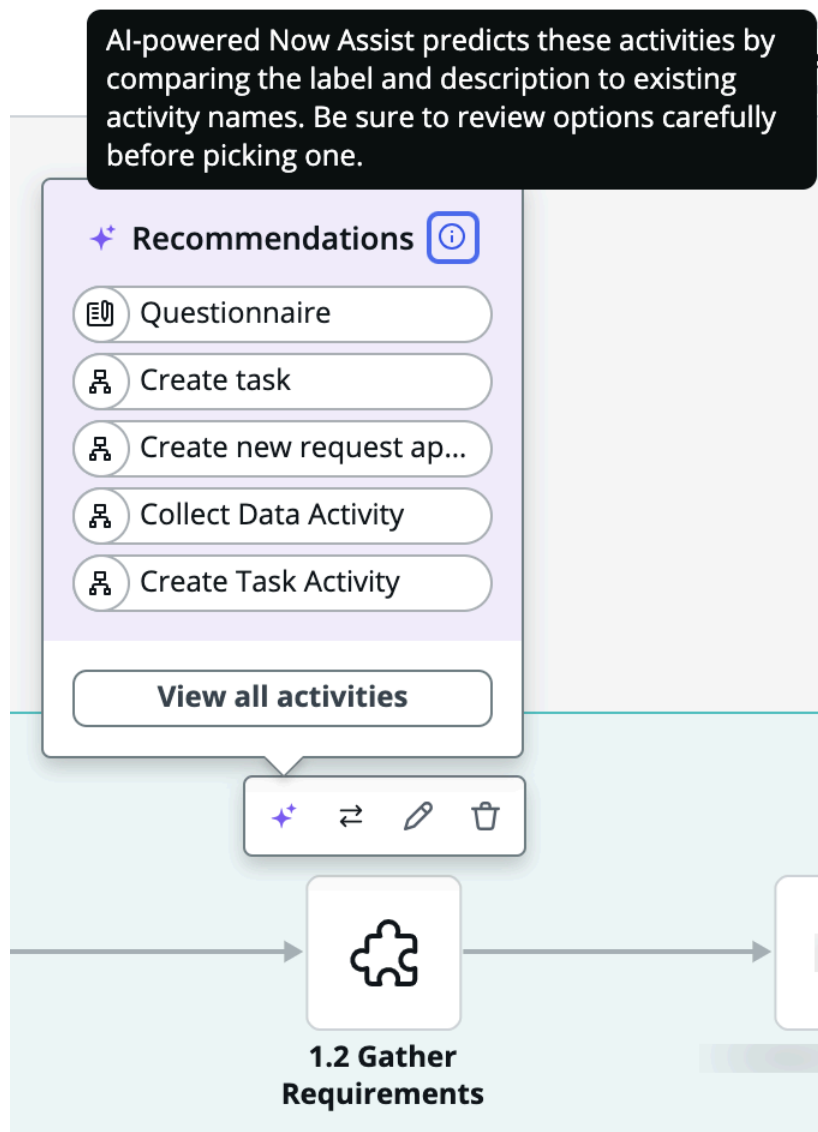 AI-powered Now Assist predicts these activities by
comparing the label and description to existing
activity names. Be sure to review options carefully
before picking one.
Recommendations
Questionnaire
Create task
Create new request ap...
Collect Data Activity
Create Task Activity
View all activities
1.2 Gather
Requirements